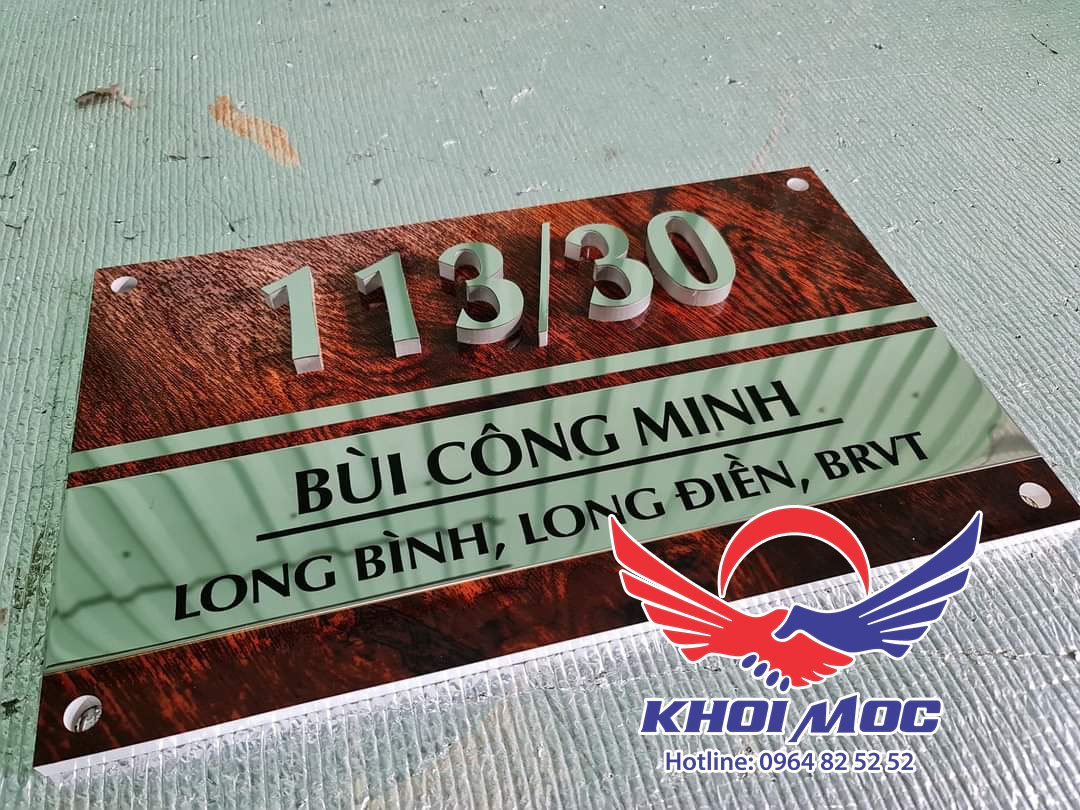 113/30
BÙI CÔNG MINH
LONG BÌNH, LONG ĐIỀN, BRVT
KHOI MOC
Hotline: 0964 82 52 52